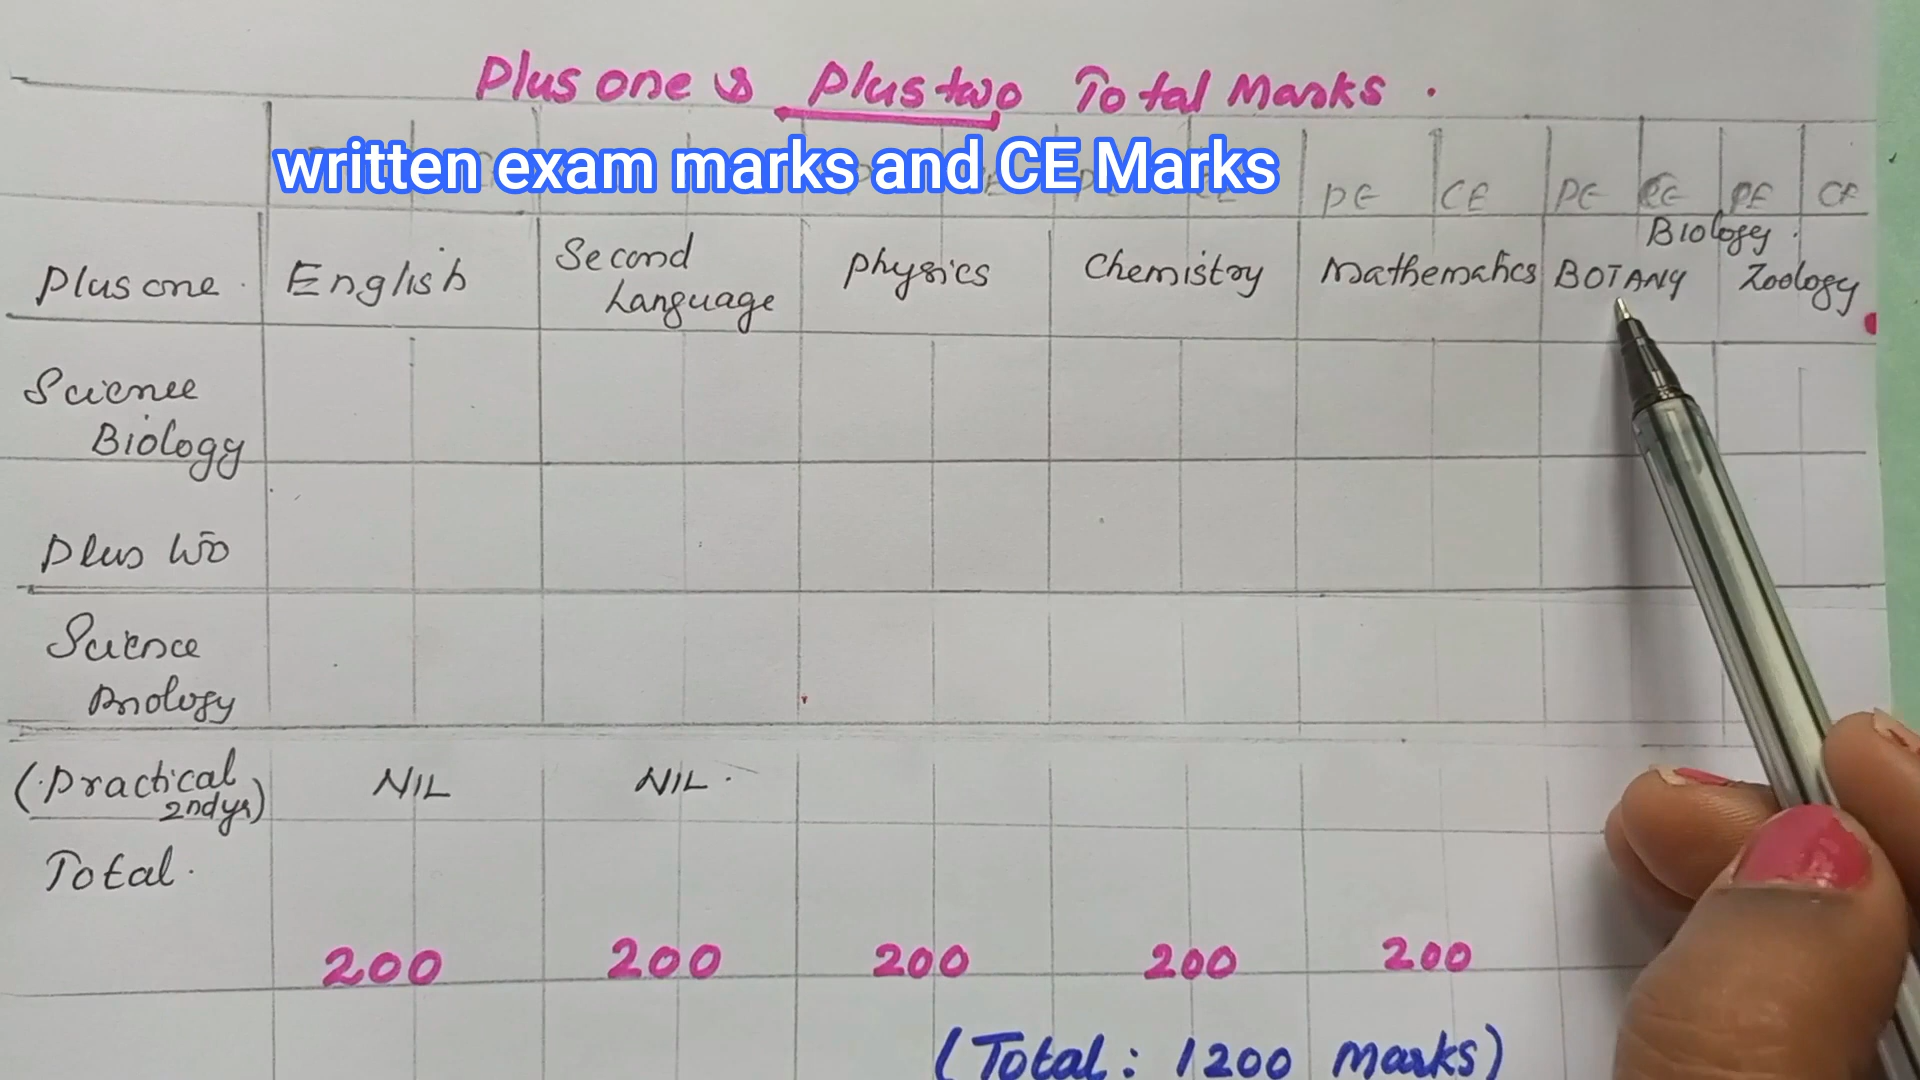 Plus one & Plus two Total Marks.
written exam marks and CE Marks
PE CE PE CE PE CE
Plus one. English Second Language Physics Chemistry Mathematics BOTANY Biology. Zoology
Science Biology
Plus two
Science Biology
(Practical 2nd yr) NIL NIL.
Total.
200 200 200 200 200
(Total: 1200 marks)